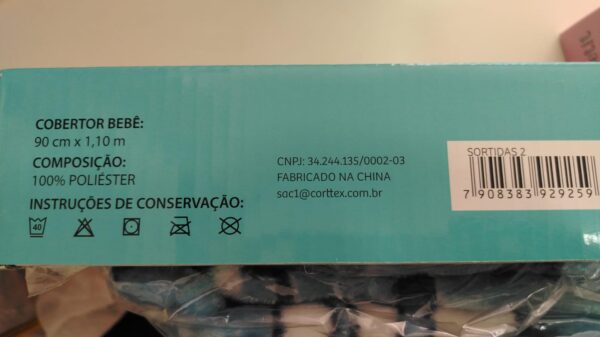 COBERTOR BEBÊ:
90 cm x 1,10 m
COMPOSIÇÃO:
100% POLIÉSTER
INSTRUÇÕES DE CONSERVAÇÃO:
40
CNPJ: 34.244.135/0002-03
FABRICADO NA CHINA
sac1@corttex.com.br
SORTIDAS 2
7 908383 929259